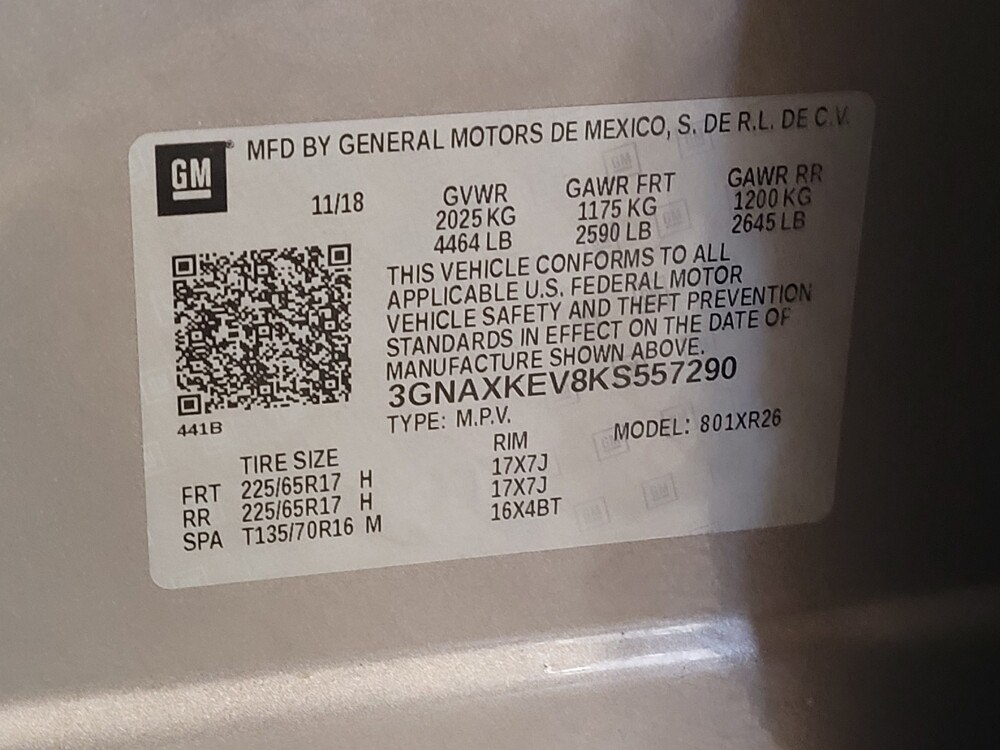 GM® MFD BY GENERAL MOTORS DE MEXICO, S. DE R.L. DE C.V.
11/18 GVWR GAWR FRT GAWR RR
2025 KG 1175 KG 1200 KG
4464 LB 2590 LB 2645 LB
THIS VEHICLE CONFORMS TO ALL
APPLICABLE U.S. FEDERAL MOTOR
VEHICLE SAFETY AND THEFT PREVENTION
STANDARDS IN EFFECT ON THE DATE OF
MANUFACTURE SHOWN ABOVE.
3GNAXKEV8KS557290
441B
TYPE: M.P.V. MODEL: 801XR26
TIRE SIZE RIM
FRT 225/65R17 H 17X7J
RR 225/65R17 H 17X7J
SPA T135/70R16 M 16X4BT